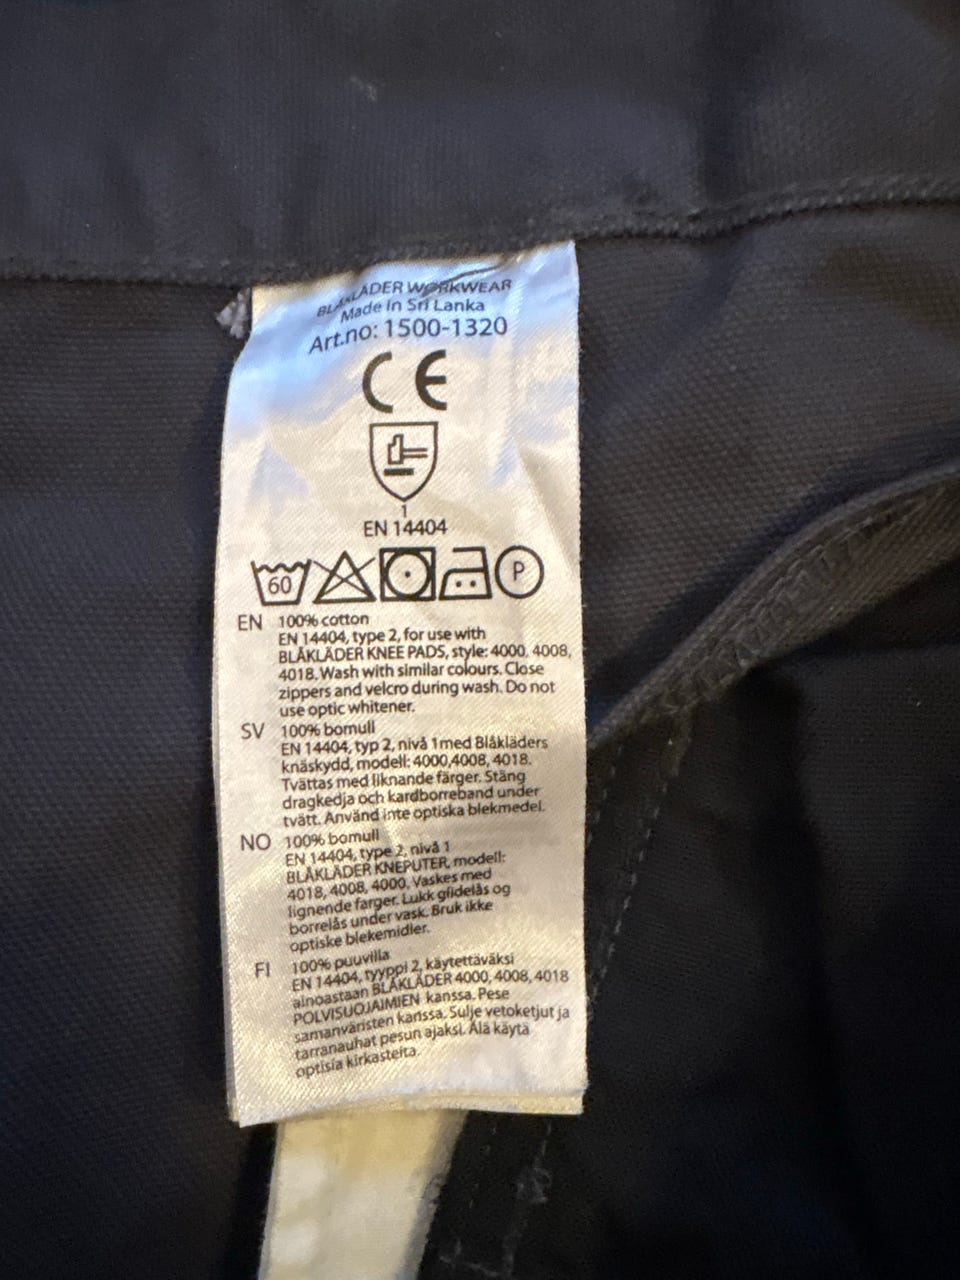 BLÅKLÄDER WORKWEAR
Made in Sri Lanka
Art.no: 1500-1320
CE
1
EN 14404
60 P
EN 100% cotton
EN 14404, type 2, for use with
BLÅKLÄDER KNEE PADS, style: 4000, 4008,
4018. Wash with similar colours. Close
zippers and velcro during wash. Do not
use optic whitener.
SV 100% bomull
EN 14404, typ 2, nivå 1med Blåkläders
knäskydd, modell: 4000,4008, 4018.
Tvättas med liknande färger. Stäng
dragkedja och kardborreband under
tvätt. Använd inte optiska blekmedel.
NO 100% bomull
EN 14404, type 2, nivå 1
BLÅKLÄDER KNEPUTER, modell:
4018, 4008, 4000. Vaskes med
lignende farger. Lukk glidelås og
borrelås under vask. Bruk ikke
optiske blekemidler.
FI 100% puuvilla
EN 14404, tyyppi 2, käytettäväksi
ainoastaan BLÅKLÄDER 4000, 4008, 4018
POLVISUOJAIMIEN kanssa. Pese
samanväristen kanssa. Sulje vetoketjut ja
tarranauhat pesun ajaksi. Älä käytä
optisia kirkasteita.